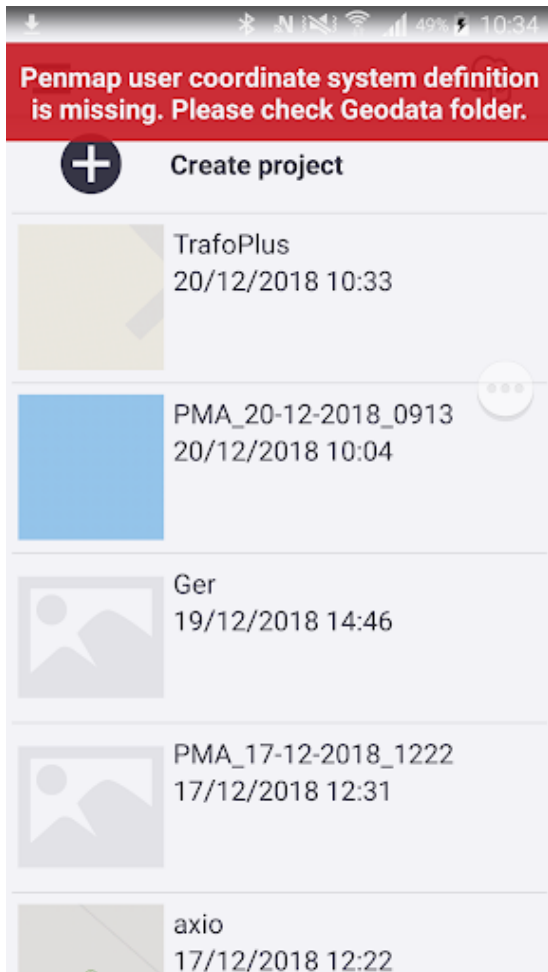 49% 10:34
Penmap user coordinate system definition
is missing. Please check Geodata folder.
Create project
TrafoPlus
20/12/2018 10:33
PMA_20-12-2018_0913
20/12/2018 10:04
Ger
19/12/2018 14:46
PMA_17-12-2018_1222
17/12/2018 12:31
axio
17/12/2018 12:22